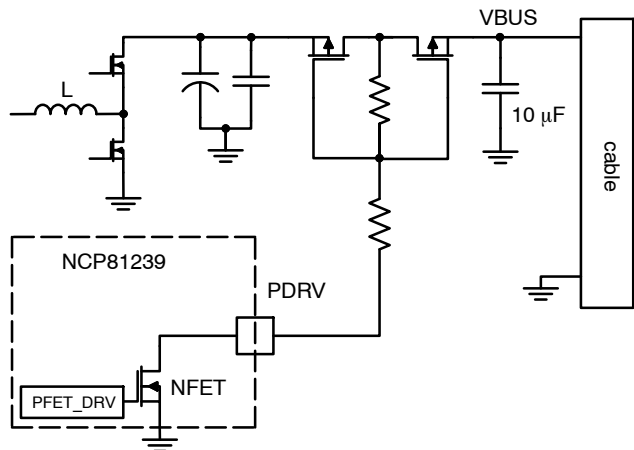 VBUS
L
10 μF
cable
NCP81239
PDRV
NFET
PFET_DRV